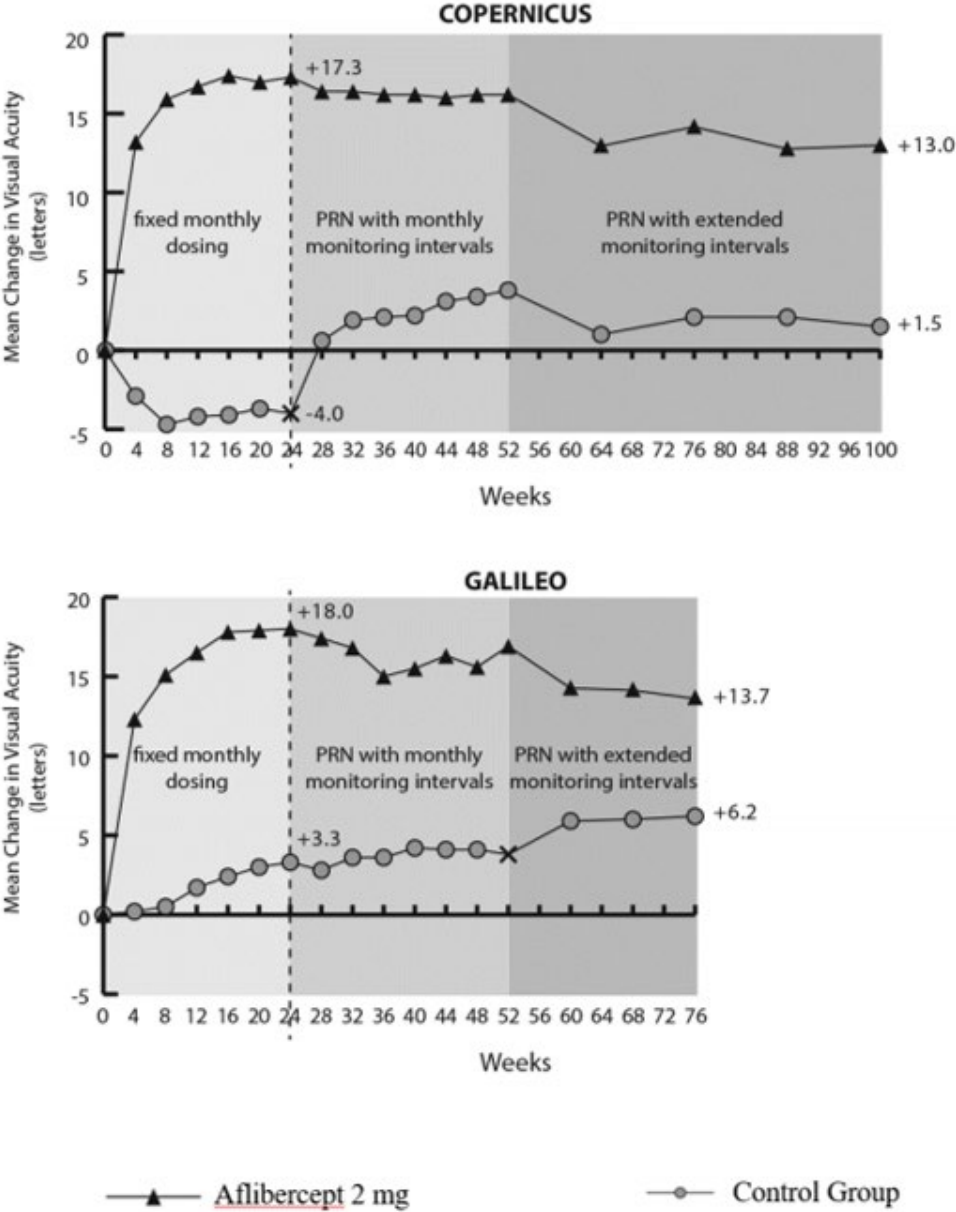 COPERNICUS
20
15
10
5
0
-5
Mean Change in Visual Acuity
(letters)
+17.3
+13.0
fixed monthly
dosing
PRN with monthly
monitoring intervals
PRN with extended
monitoring intervals
+1.5
-4.0
0 4 8 12 16 20 24 28 32 36 40 44 48 52 56 60 64 68 72 76 80 84 88 92 96 100
Weeks
GALILEO
20
15
10
5
0
-5
Mean Change in Visual Acuity
(letters)
+18.0
+13.7
fixed monthly
dosing
PRN with monthly
monitoring intervals
PRN with extended
monitoring intervals
+3.3
+6.2
0 4 8 12 16 20 24 28 32 36 40 44 48 52 56 60 64 68 72 76
Weeks
Aflibercept 2 mg
Control Group